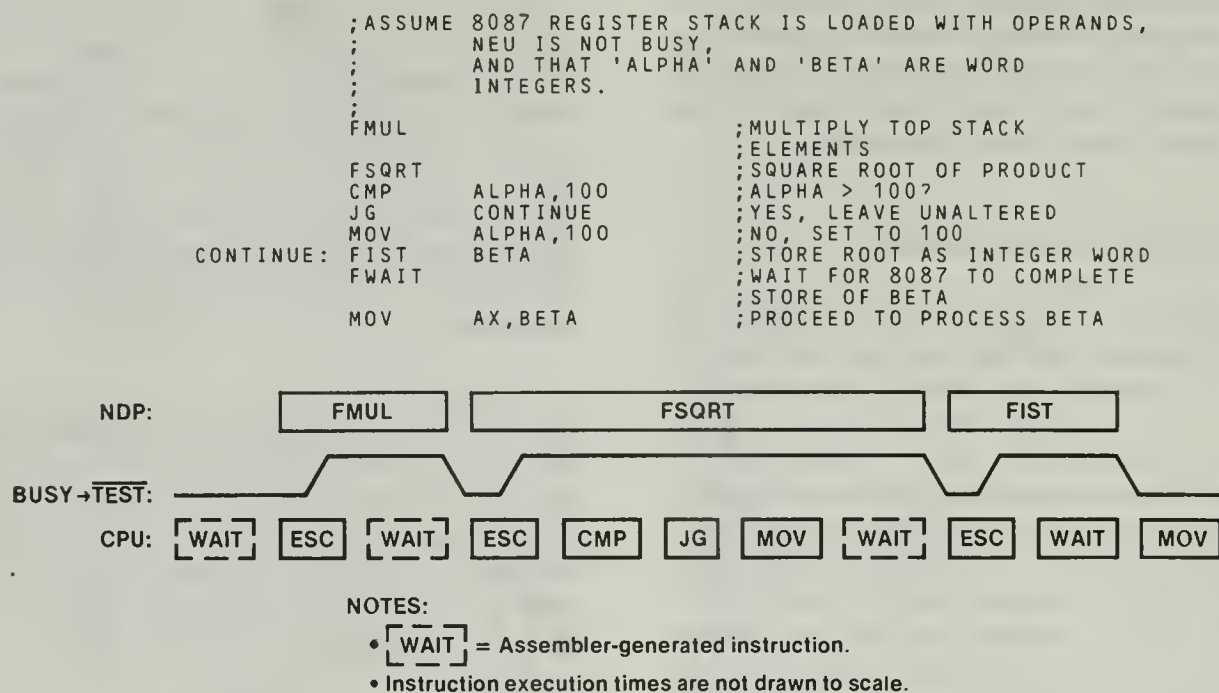 ;ASSUME 8087 REGISTER STACK IS LOADED WITH OPERANDS,
; NEU IS NOT BUSY,
; AND THAT 'ALPHA' AND 'BETA' ARE WORD
; INTEGERS.
;
FMUL ;MULTIPLY TOP STACK
;ELEMENTS
FSQRT ;SQUARE ROOT OF PRODUCT
CMP ALPHA,100 ;ALPHA > 100?
JG CONTINUE ;YES, LEAVE UNALTERED
MOV ALPHA,100 ;NO, SET TO 100
CONTINUE: FIST BETA ;STORE ROOT AS INTEGER WORD
FWAIT ;WAIT FOR 8087 TO COMPLETE
;STORE OF BETA
MOV AX,BETA ;PROCEED TO PROCESS BETA
NDP: FMUL FSQRT FIST
BUSY→TEST:
CPU: WAIT ESC WAIT ESC CMP JG MOV WAIT ESC WAIT MOV
NOTES:
• WAIT = Assembler-generated instruction.
• Instruction execution times are not drawn to scale.